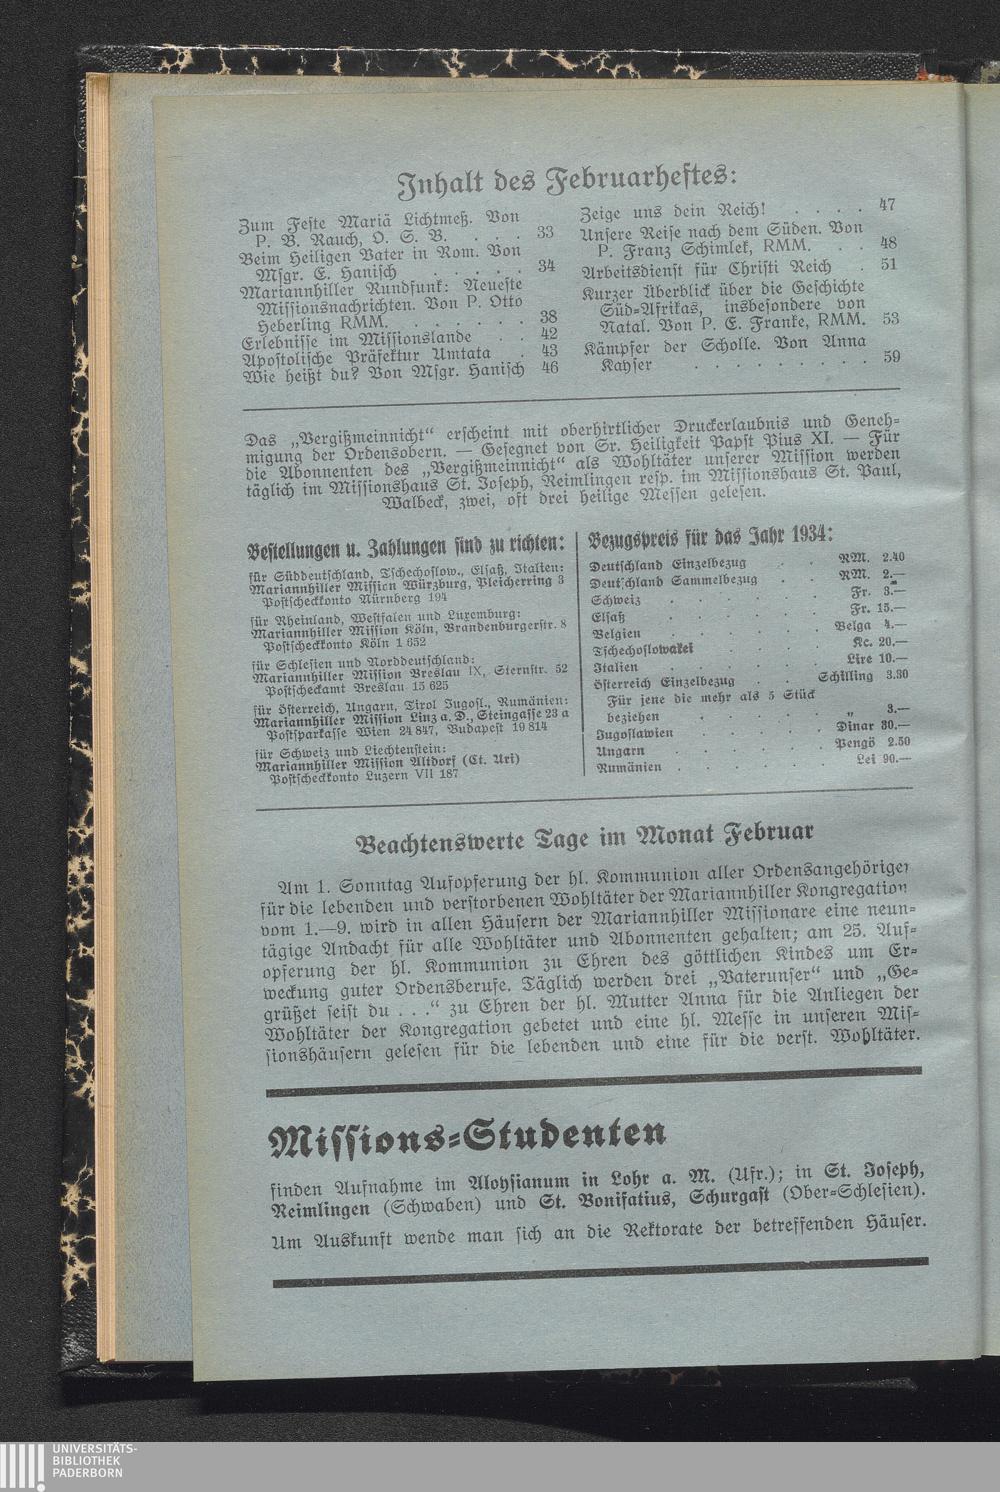 Inhalt des Februarheftes:
Zum Feste Mariä Lichtmeß. Von
P. B. Rauch, O. S. B. . . . . 33
Beim Heiligen Vater in Rom. Von
Msgr. E. Hanisch . . . . . 34
Mariannhiller Rundfunk: Neueste
Missionsnachrichten. Von P. Otto
Heberling RMM. . . . . . . 38
Erlebnisse im Missionslande . . 42
Apostolische Präfektur Umtata . 43
Wie heißt du? Von Msgr. Hanisch 46
Zeige uns dein Reich! . . . . 47
Unsere Reise nach dem Süden. Von
P. Franz Schimlek, RMM. . . 48
Arbeitsdienst für Christi Reich . 51
Kurzer Überblick über die Geschichte
Süd-Afrikas, insbesondere von
Natal. Von P. E. Franke, RMM. 53
Kämpfer der Scholle. Von Anna
Kayser . . . . . . . . . 59
Das „Vergißmeinnicht“ erscheint mit oberhirtlicher Druckerlaubnis und Geneh-
migung der Ordensobern. — Gesegnet von Sr. Heiligkeit Papst Pius XI. — Für
die Abonnenten des „Vergißmeinnicht“ als Wohltäter unserer Mission werden
täglich im Missionshaus St. Joseph, Reimlingen resp. im Missionshaus St. Paul,
Walbeck, zwei, oft drei heilige Messen gelesen.
Bestellungen u. Zahlungen sind zu richten:
für Süddeutschland, Tschechoslow., Elsaß, Italien:
Mariannhiller Mission Würzburg, Pleicherring 3
Postscheckkonto Nürnberg 194
für Rheinland, Westfalen und Luxemburg:
Mariannhiller Mission Köln, Brandenburgerstr. 8
Postscheckkonto Köln 1 652
für Schlesien und Norddeutschland:
Mariannhiller Mission Breslau IX, Sternstr. 52
Postscheckamt Breslau 15 625
für Österreich, Ungarn, Tirol Jugosl., Rumänien:
Mariannhiller Mission Linz a. D., Steingasse 23 a
Postsparkasse Wien 24 847, Budapest 19 814
für Schweiz und Liechtenstein:
Mariannhiller Mission Altdorf (Ct. Uri)
Postscheckkonto Luzern VII 187
Bezugspreis für das Jahr 1934:
Deutschland Einzelbezug . . RM. 2.40
Deutschland Sammelbezug . . RM. 2.—
Schweiz . . . . . . Fr. 3.—
Elsaß . . . . . . Fr. 15.—
Belgien . . . . . . Belga 4.—
Tschechoslowakei . . . . Kc. 20.—
Italien . . . . . . Lire 10.—
Österreich Einzelbezug . . Schilling 3.30
Für jene die mehr als 5 Stück
beziehen . . . . . „ 3.—
Jugoslawien . . . . . Dinar 30.—
Ungarn . . . . . . Pengö 2.50
Rumänien . . . . . . Lei 90.—
Beachtenswerte Tage im Monat Februar
Am 1. Sonntag Aufopferung der hl. Kommunion aller Ordensangehöriger
für die lebenden und verstorbenen Wohltäter der Mariannhiller Kongregation
vom 1.—9. wird in allen Häusern der Mariannhiller Missionare eine neun-
tägige Andacht für alle Wohltäter und Abonnenten gehalten; am 25. Auf-
opferung der hl. Kommunion zu Ehren des göttlichen Kindes um Er-
weckung guter Ordensberufe. Täglich werden drei „Vaterunser“ und „Ge-
grüßet seist du . . .“ zu Ehren der hl. Mutter Anna für die Anliegen der
Wohltäter der Kongregation gebetet und eine hl. Messe in unseren Mis-
sionshäusern gelesen für die lebenden und eine für die verst. Wohltäter.
Missions-Studenten
finden Aufnahme im Aloysianum in Lohr a. M. (Ufr.); in St. Joseph,
Reimlingen (Schwaben) und St. Bonifatius, Schurgast (Ober-Schlesien).
Um Auskunft wende man sich an die Rektorate der betreffenden Häuser.
UNIVERSITÄTS-
BIBLIOTHEK
PADERBORN